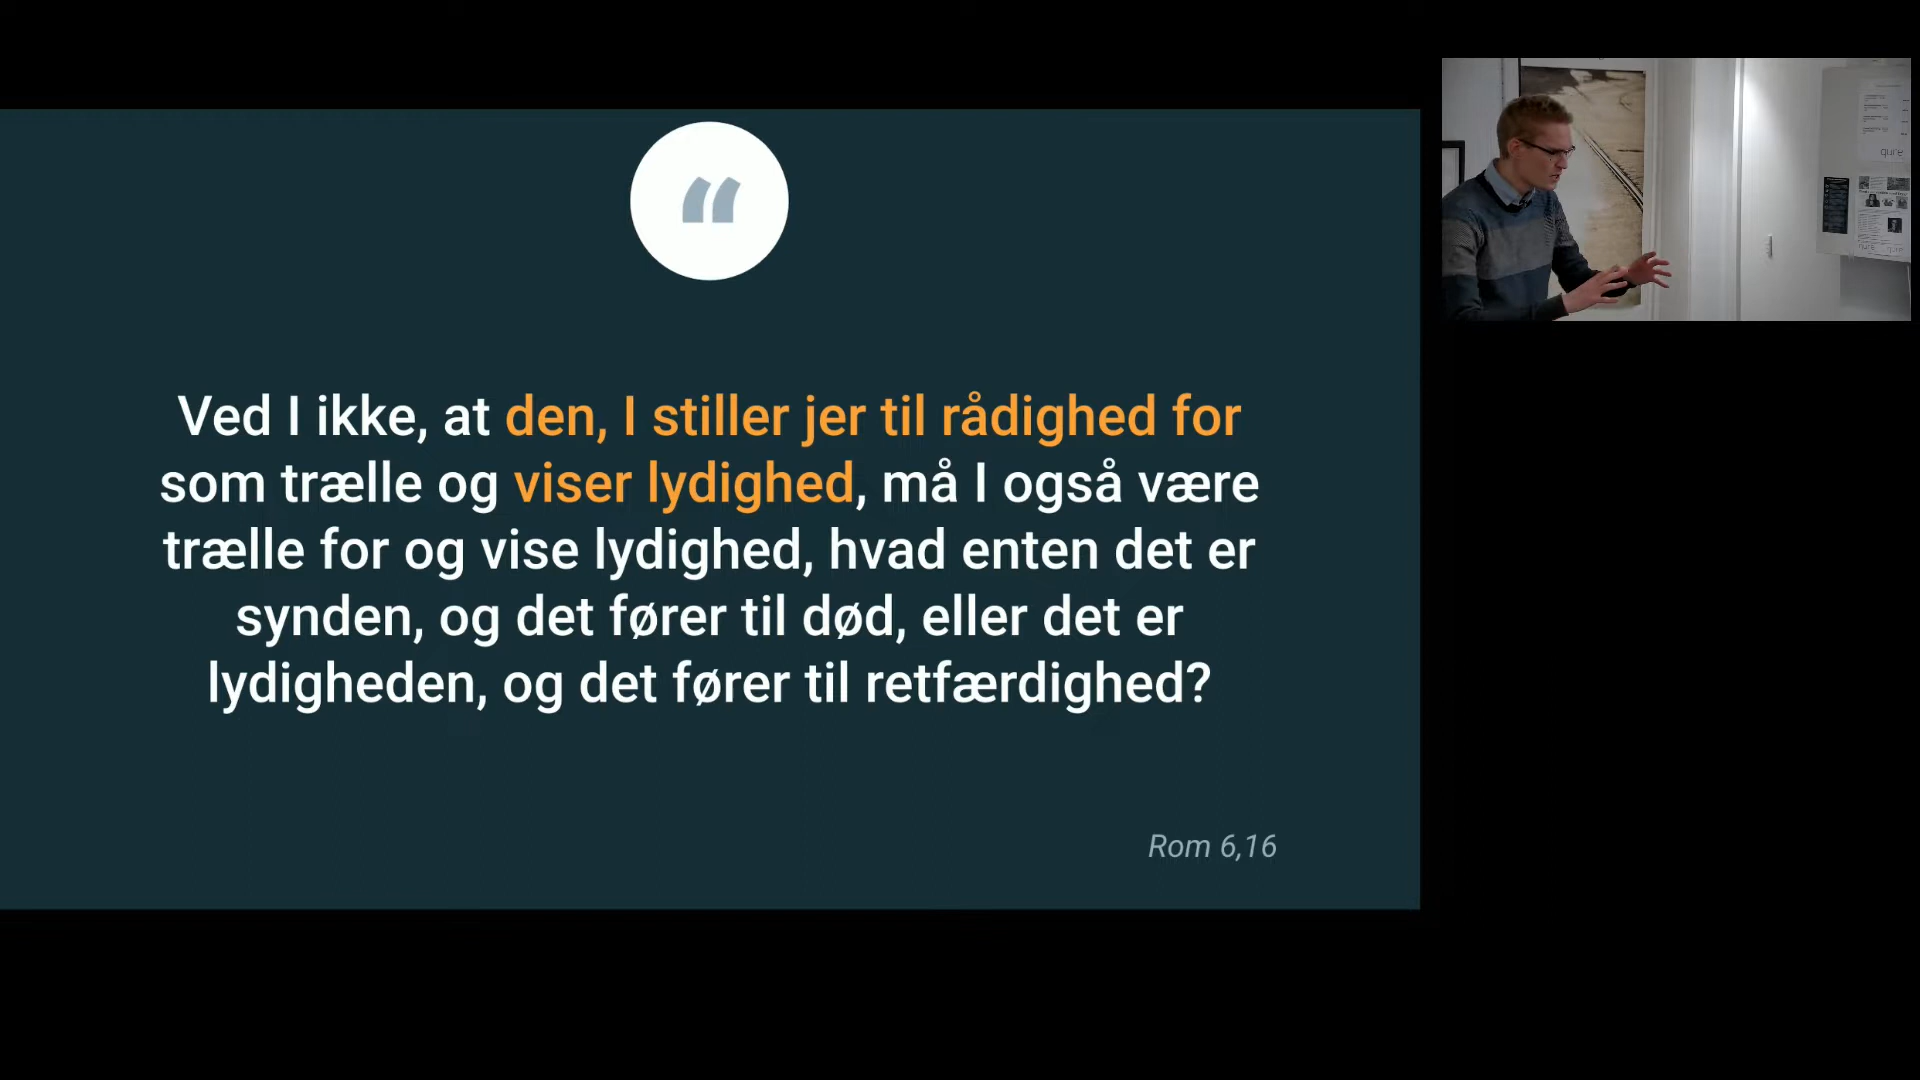 “
Ved I ikke, at den, I stiller jer til rådighed for
som trælle og viser lydighed, må I også være
trælle for og vise lydighed, hvad enten det er
synden, og det fører til død, eller det er
lydigheden, og det fører til retfærdighed?
Rom 6,16
qure